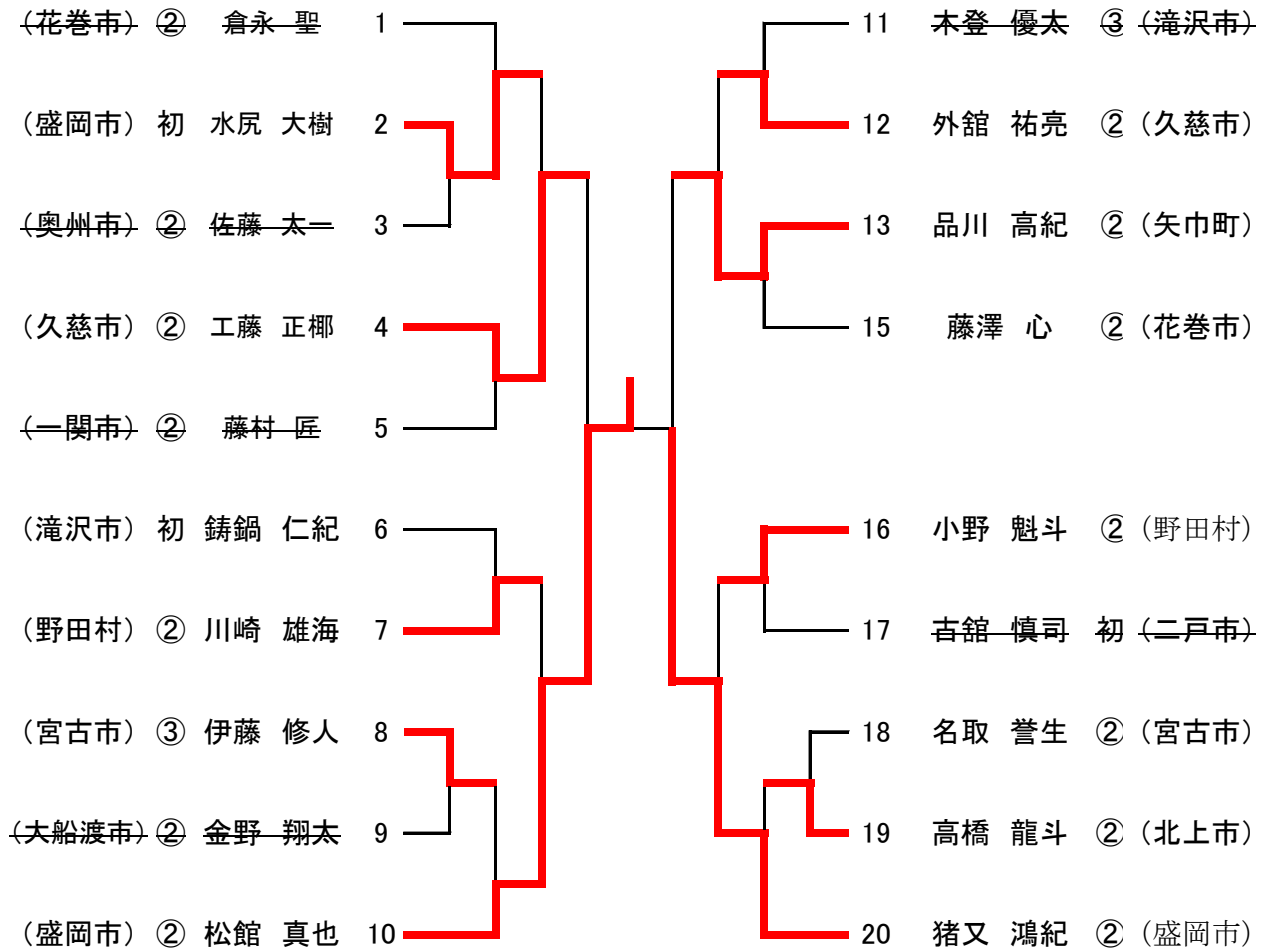 (花巻市) ② 倉永 聖 1
(盛岡市) 初 水尻 大樹 2
(奥州市) ② 佐藤 太一 3
(久慈市) ② 工藤 正椰 4
(一関市) ② 藤村 匠 5
(滝沢市) 初 鋳鍋 仁紀 6
(野田村) ② 川崎 雄海 7
(宮古市) ③ 伊藤 修人 8
(大船渡市) ② 金野 翔太 9
(盛岡市) ② 松館 真也 10
11 木登 優太 ③ (滝沢市)
12 外舘 祐亮 ② (久慈市)
13 品川 高紀 ② (矢巾町)
15 藤澤 心 ② (花巻市)
16 小野 魁斗 ② (野田村)
17 古舘 慎司 初 (二戸市)
18 名取 誉生 ② (宮古市)
19 高橋 龍斗 ② (北上市)
20 猪又 鴻紀 ② (盛岡市)